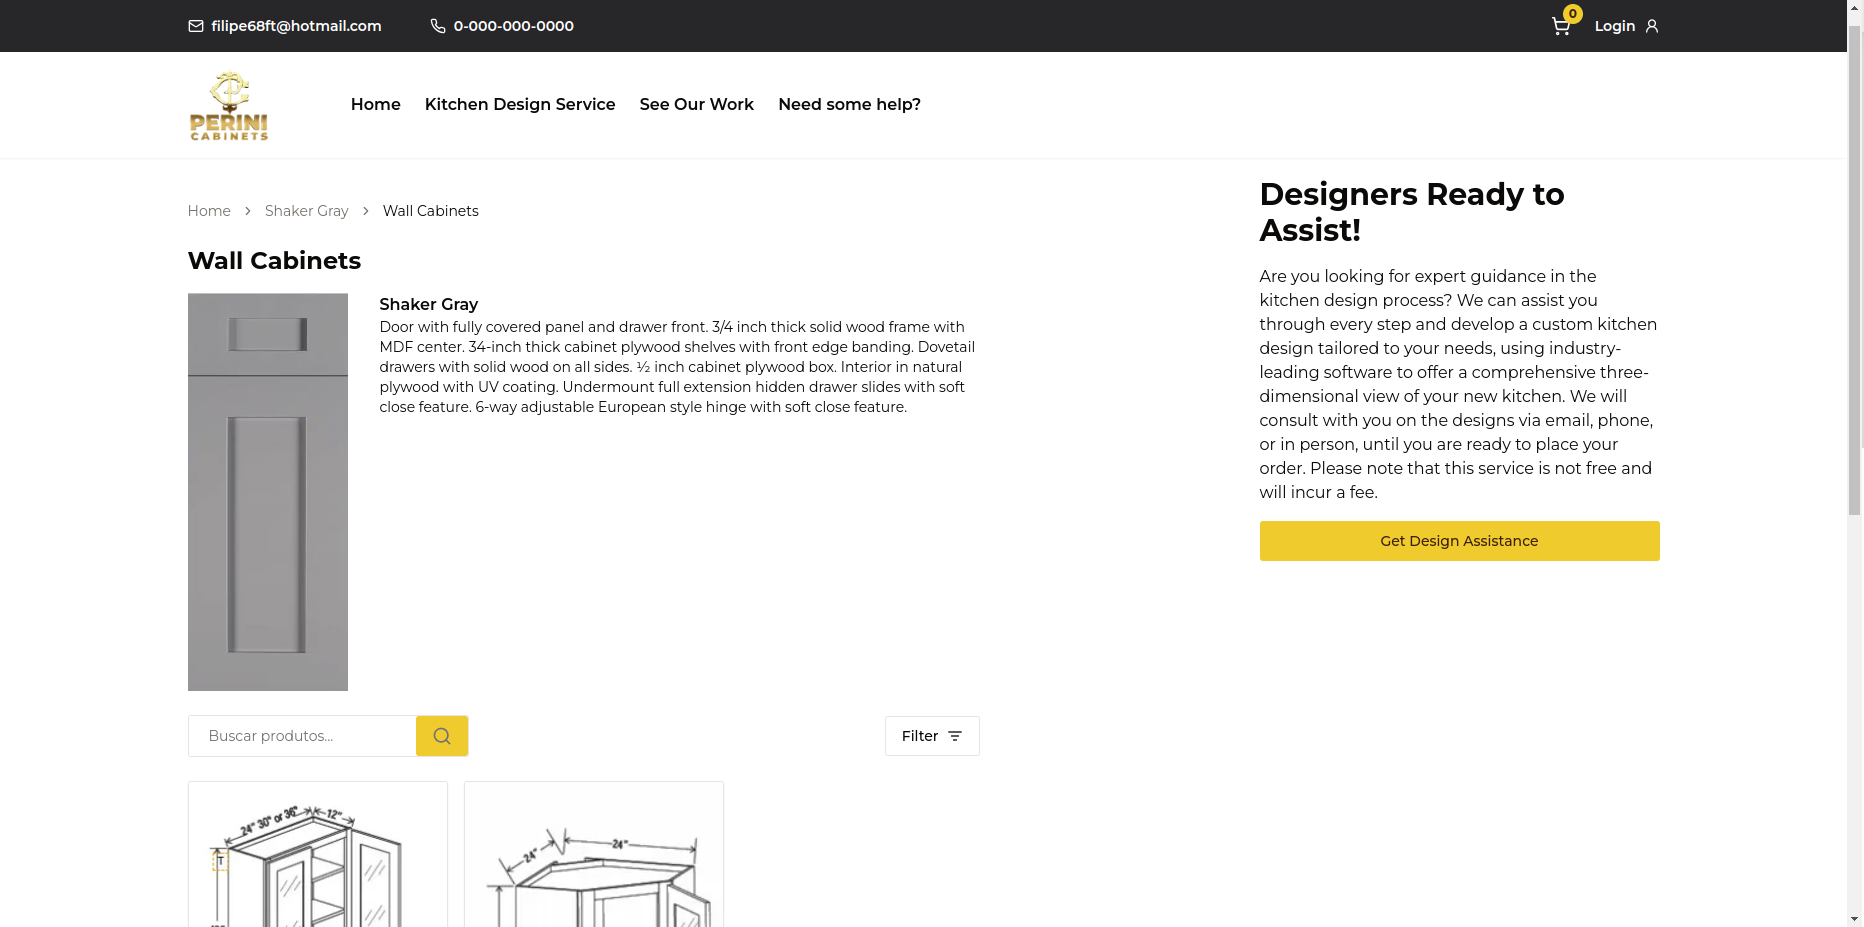 filipe68ft@hotmail.com
0-000-000-0000
0
Login
PERINI
CABINETS
Home
Kitchen Design Service
See Our Work
Need some help?
Home
Shaker Gray
Wall Cabinets
Wall Cabinets
Shaker Gray
Door with fully covered panel and drawer front. 3/4 inch thick solid wood frame with
MDF center. 34-inch thick cabinet plywood shelves with front edge banding. Dovetail
drawers with solid wood on all sides. ½ inch cabinet plywood box. Interior in natural
plywood with UV coating. Undermount full extension hidden drawer slides with soft
close feature. 6-way adjustable European style hinge with soft close feature.
Designers Ready to
Assist!
Are you looking for expert guidance in the
kitchen design process? We can assist you
through every step and develop a custom kitchen
design tailored to your needs, using industry-
leading software to offer a comprehensive three-
dimensional view of your new kitchen. We will
consult with you on the designs via email, phone,
or in person, until you are ready to place your
order. Please note that this service is not free and
will incur a fee.
Get Design Assistance
Buscar produtos...
Filter
24" 30" or 36"
12"
T
24"
24"